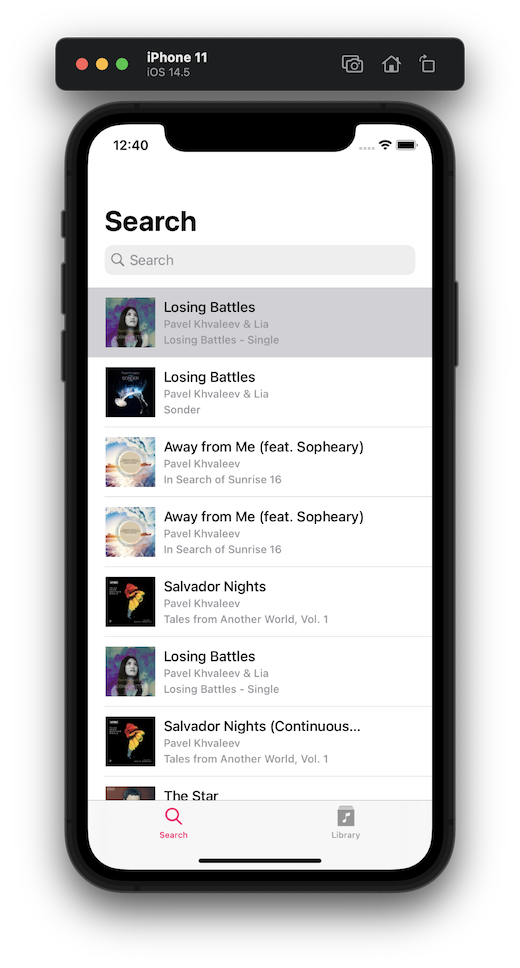 iPhone 11
iOS 14.5
12:40
Search
Search
Losing Battles
Pavel Khvaleev & Lia
Losing Battles - Single
Losing Battles
Pavel Khvaleev & Lia
Sonder
Away from Me (feat. Sopheary)
Pavel Khvaleev
In Search of Sunrise 16
Away from Me (feat. Sopheary)
Pavel Khvaleev
In Search of Sunrise 16
Salvador Nights
Pavel Khvaleev
Tales from Another World, Vol. 1
Losing Battles
Pavel Khvaleev & Lia
Losing Battles - Single
Salvador Nights (Continuous...
Pavel Khvaleev
Tales from Another World, Vol. 1
The Star
Search
Library